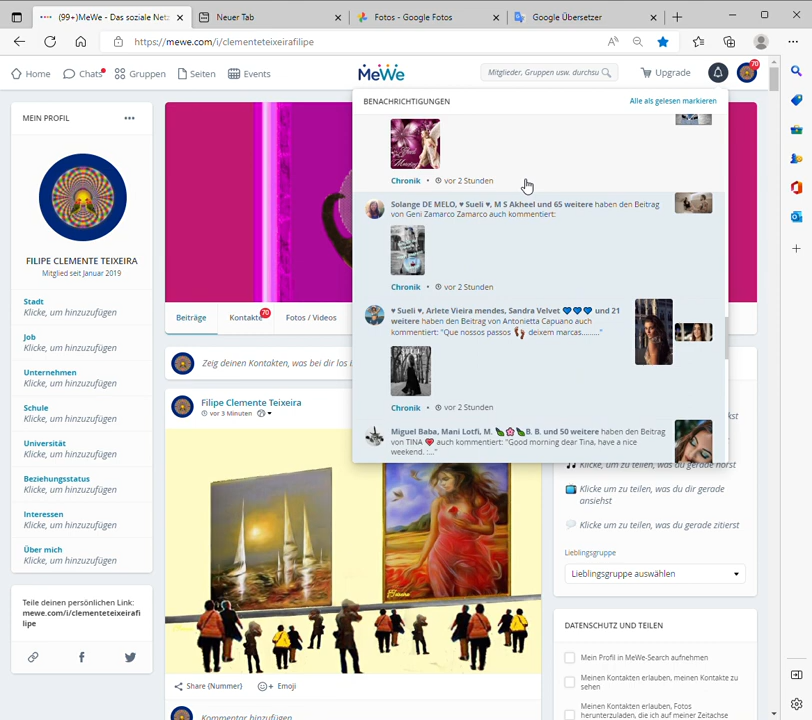 (99+)MeWe - Das soziale Netz
Neuer Tab
Fotos - Google Fotos
Google Übersetzer
https://mewe.com/i/clementeteixeirafilipe
Home
Chats
Gruppen
Seiten
Events
MeWe
Mitglieder, Gruppen usw. durchsu
Upgrade
70
MEIN PROFIL
FILIPE CLEMENTE TEIXEIRA
Mitglied seit Januar 2019
Stadt
Klicke, um hinzuzufügen
Job
Klicke, um hinzuzufügen
Unternehmen
Klicke, um hinzuzufügen
Schule
Klicke, um hinzuzufügen
Universität
Klicke, um hinzuzufügen
Beziehungsstatus
Klicke, um hinzuzufügen
Interessen
Klicke, um hinzuzufügen
Über mich
Klicke, um hinzuzufügen
Teile deinen persönlichen Link:
mewe.com/i/clementeteixeirafi
lipe
BENACHRICHTIGUNGEN
Alle als gelesen markieren
Chronik • vor 2 Stunden
Solange DE MELO, ♥ Sueli ♥, M S Akheel und 65 weitere haben den Beitrag
von Geni Zamarco Zamarco auch kommentiert:
Chronik • vor 2 Stunden
♥ Sueli ♥, Arlete Vieira mendes, Sandra Velvet 💙💙💙 und 21
weitere haben den Beitrag von Antonietta Capuano auch
kommentiert: "Que nossos passos 👣 deixem marcas........."
Chronik • vor 2 Stunden
Miguel Baba, Mani Lotfi, M. 🌿🌸🌿B. B. und 50 weitere haben den Beitrag
von TINA ❤️ auch kommentiert: "Good morning dear Tina, have a nice
weekend. :..."
Beiträge
Kontakte
70
Fotos / Videos
Zeig deinen Kontakten, was bei dir los i
Filipe Clemente Teixeira
vor 3 Minuten
Share {Nummer}
Emoji
Kommentar hinzufügen
Klicke, um zu teilen, was du gerade hörst
Klicke, um zu teilen, was du dir gerade
ansiehst
Klicke, um zu teilen, was du gerade zitierst
Lieblingsgruppe
Lieblingsgruppe auswählen
DATENSCHUTZ UND TEILEN
Mein Profil in MeWe-Search aufnehmen
Meinen Kontakten erlauben, meine Kontakte zu
sehen
Meinen Kontakten erlauben, Fotos
herunterzuladen, die ich auf meiner Zeitachse